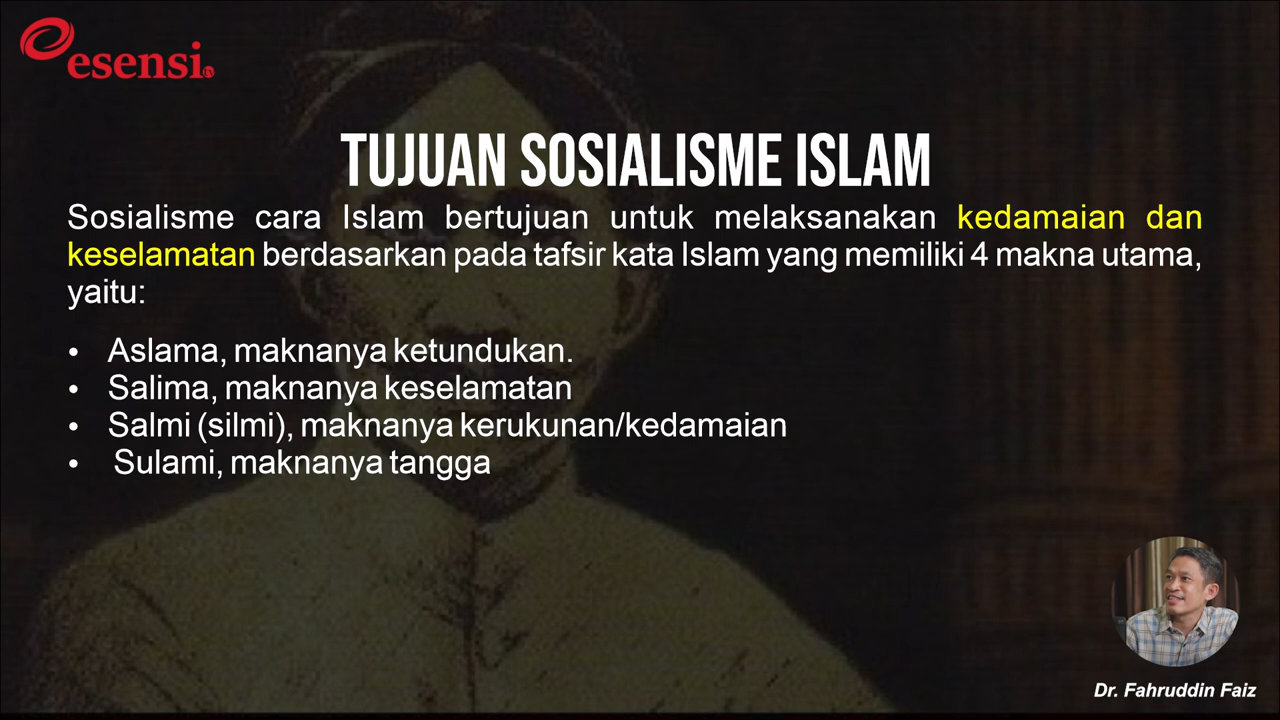 esensi
TUJUAN SOSIALISME ISLAM
Sosialisme cara Islam bertujuan untuk melaksanakan kedamaian dan
keselamatan berdasarkan pada tafsir kata Islam yang memiliki 4 makna utama,
yaitu:
• Aslama, maknanya ketundukan.
• Salima, maknanya keselamatan
• Salmi (silmi), maknanya kerukunan/kedamaian
• Sulami, maknanya tangga
Dr. Fahruddin Faiz